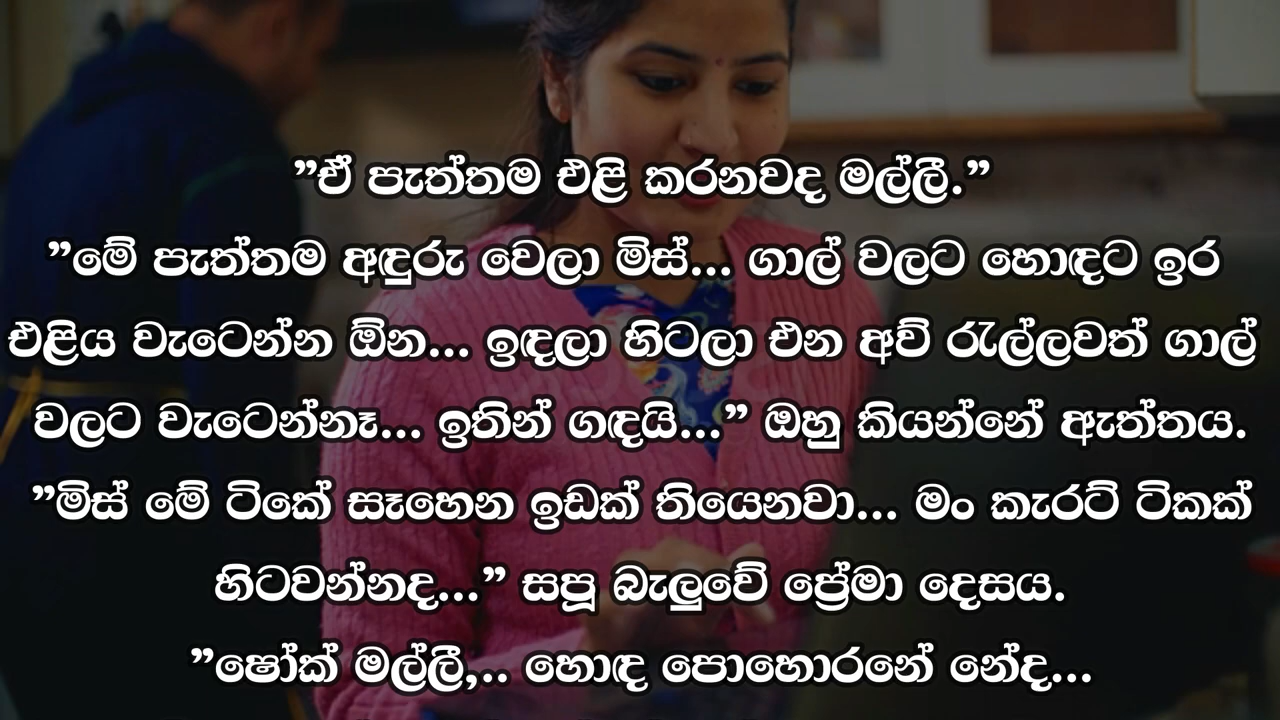 ”ඒ පැත්තම එළි කරනවද මල්ලී.”
”මේ පැත්තම අඳුරු වෙලා මිස්... ගාල් වලට හොඳට ඉර
එළිය වැටෙන්න ඕන... ඉඳලා හිටලා එන අව් රැල්ලවත් ගාල්
වලට වැටෙන්නෑ... ඉතින් ගඳයි...” ඔහු කියන්නේ ඇත්තය.
”මිස් මේ ටිකේ සෑහෙන ඉඩක් තියෙනවා... මං කැරට් ටිකක්
හිටවන්නද...” සපූ බැලුවේ ප්‍රේමා දෙසය.
”ෂෝක් මල්ලී,.. හොඳ පොහොරනේ නේද...